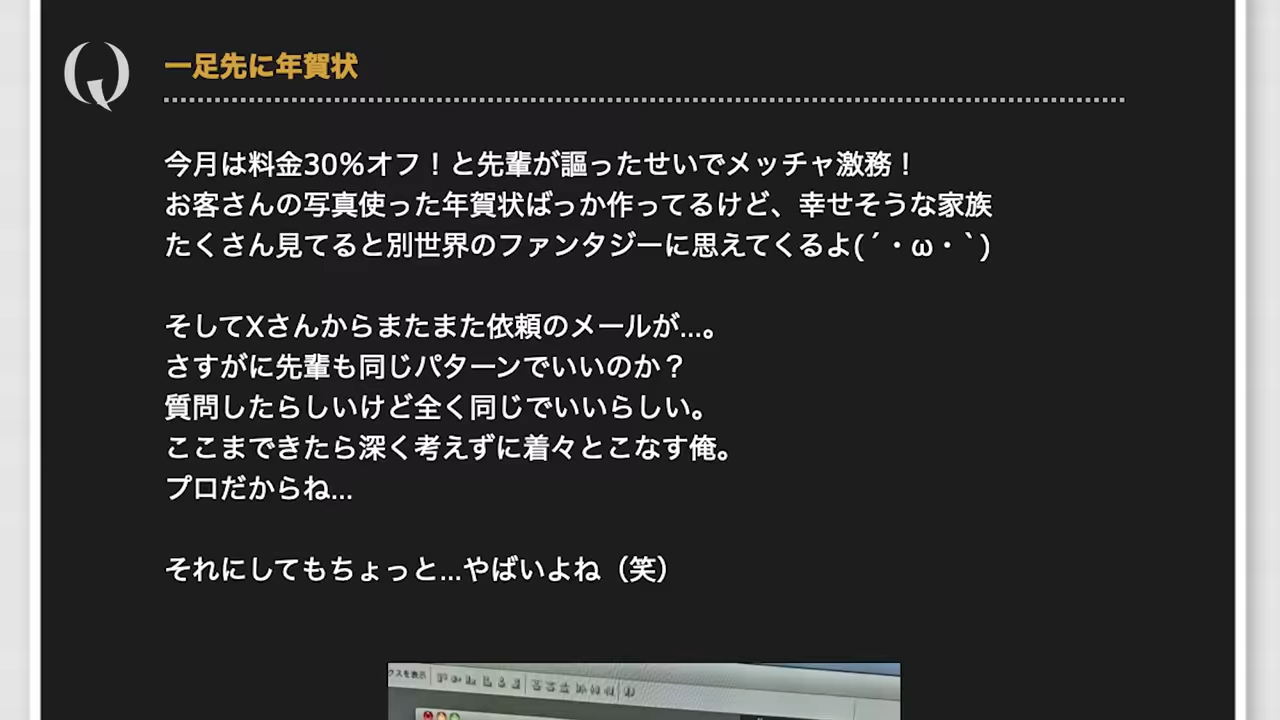 Q
一足先に年賀状
今月は料金30%オフ！と先輩が謳ったせいでメッチャ激務！
お客さんの写真使った年賀状ばっか作ってるけど、幸せそうな家族
たくさん見てると別世界のファンタジーに思えてくるよ(´・ω・`)
そしてXさんからまたまた依頼のメールが…。
さすがに先輩も同じパターンでいいのか？
質問したらしいけど全く同じでいいらしい。
ここまできたら深く考えずに着々とこなす俺。
プロだからね…
それにしてもちょっと…やばいよね（笑）
クスを表示